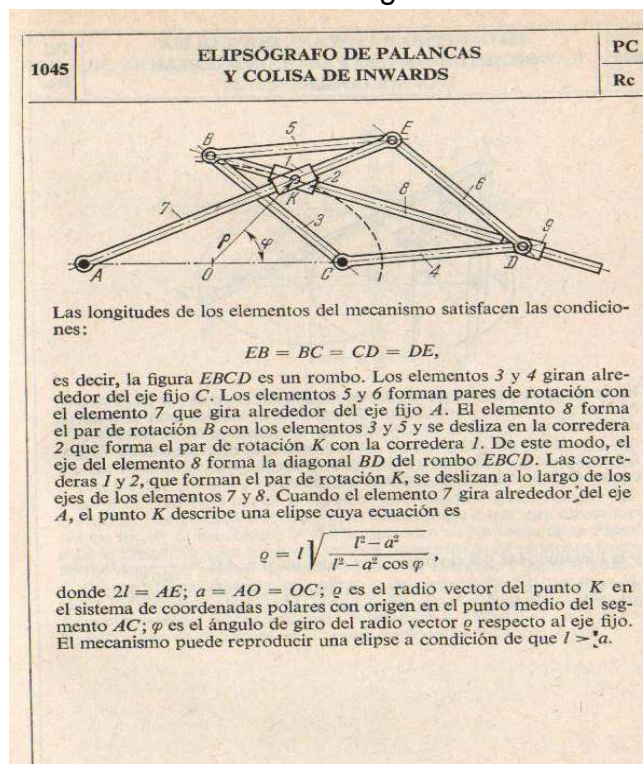 1045
ELIPSÓGRAFO DE PALANCAS
Y COLISA DE INWARDS
PC
Rc
B
5
E
1
2
K
7
3
8
6
9
ρ
φ
A
O
C
4
D
Las longitudes de los elementos del mecanismo satisfacen las condicio-
nes:
EB = BC = CD = DE,
es decir, la figura EBCD es un rombo. Los elementos 3 y 4 giran alre-
dedor del eje fijo C. Los elementos 5 y 6 forman pares de rotación con
el elemento 7 que gira alrededor del eje fijo A. El elemento 8 forma
el par de rotación B con los elementos 3 y 5 y se desliza en la corredera
2 que forma el par de rotación K con la corredera 1. De este modo, el
eje del elemento 8 forma la diagonal BD del rombo EBCD. Las corre-
deras 1 y 2, que forman el par de rotación K, se deslizan a lo largo de los
ejes de los elementos 7 y 8. Cuando el elemento 7 gira alrededor del eje
A, el punto K describe una elipse cuya ecuación es
ϱ = l √((l² − a²) / (l² − a² cos φ)),
donde 2l = AE; a = AO = OC; ϱ es el radio vector del punto K en
el sistema de coordenadas polares con origen en el punto medio del seg-
mento AC; φ es el ángulo de giro del radio vector ϱ respecto al eje fijo.
El mecanismo puede reproducir una elipse a condición de que l > a.